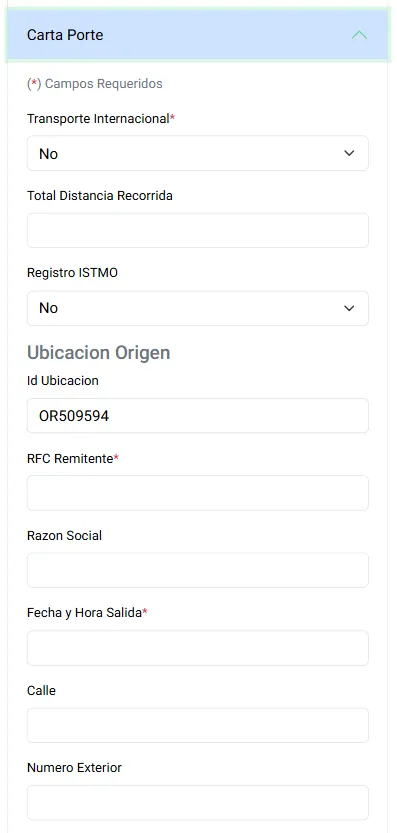 Carta Porte
(*) Campos Requeridos
Transporte Internacional*
No
Total Distancia Recorrida
Registro ISTMO
No
Ubicacion Origen
Id Ubicacion
OR509594
RFC Remitente*
Razon Social
Fecha y Hora Salida*
Calle
Numero Exterior